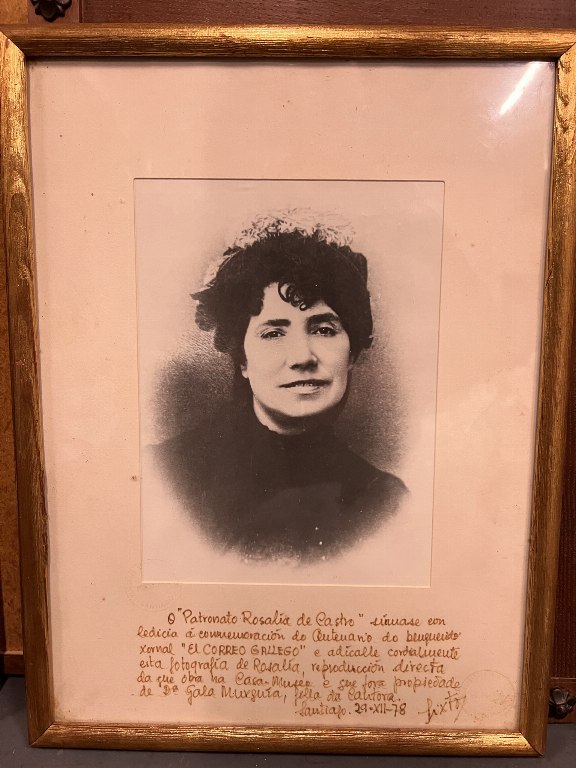 O "Patronato Rosalía de Castro" súmase con
ledicia á conmemoración do Centenario do benquerido
xornal "EL CORREO GALLEGO" e adícalle cordialmente
esta fotografía de Rosalía, reproducción directa
da que obra na Casa-Museo e que fora propiedade
de Dª Gala Murguía, filla da Cantora.
Santiago. 29-XII-78